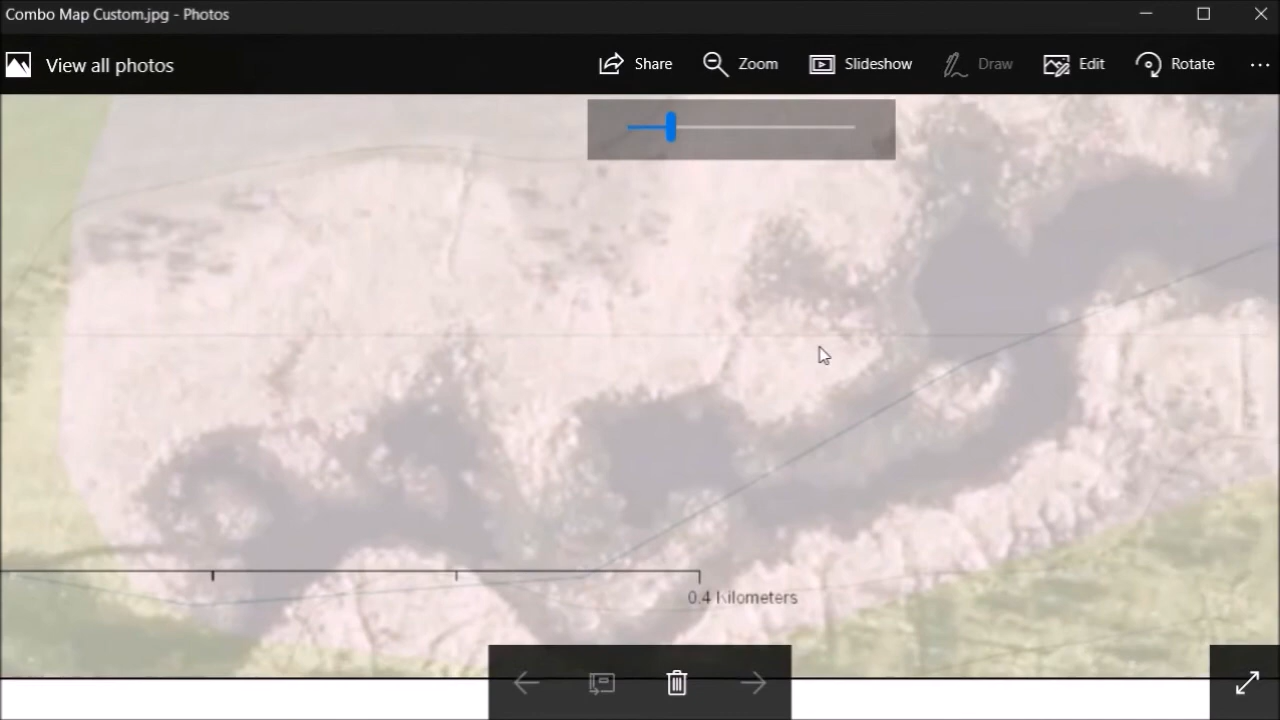 Combo Map Custom.jpg - Photos
View all photos
Share
Zoom
Slideshow
Draw
Edit
Rotate
0.4 Kilometers